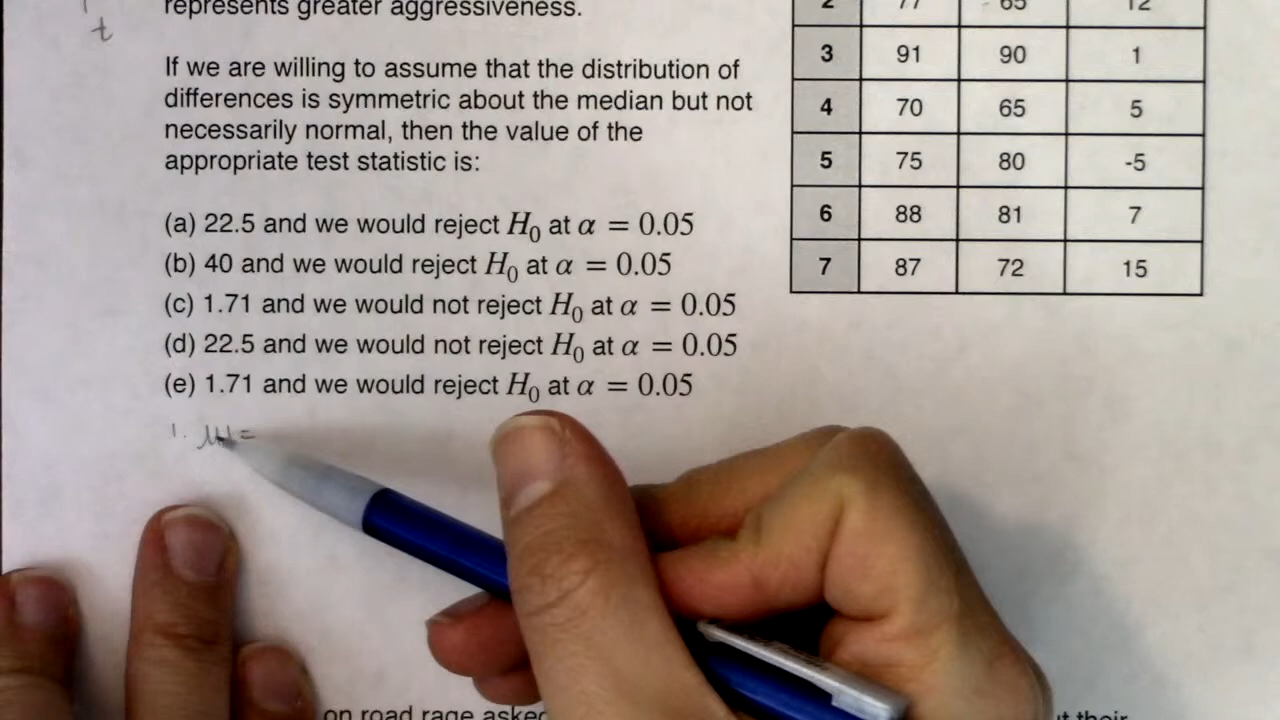 represents greater aggressiveness.
t
If we are willing to assume that the distribution of
differences is symmetric about the median but not
necessarily normal, then the value of the
appropriate test statistic is:
(a) 22.5 and we would reject H₀ at α = 0.05
(b) 40 and we would reject H₀ at α = 0.05
(c) 1.71 and we would not reject H₀ at α = 0.05
(d) 22.5 and we would not reject H₀ at α = 0.05
(e) 1.71 and we would reject H₀ at α = 0.05
2 77 65 12
3 91 90 1
4 70 65 5
5 75 80 -5
6 88 81 7
7 87 72 15
1.
on road rage asked